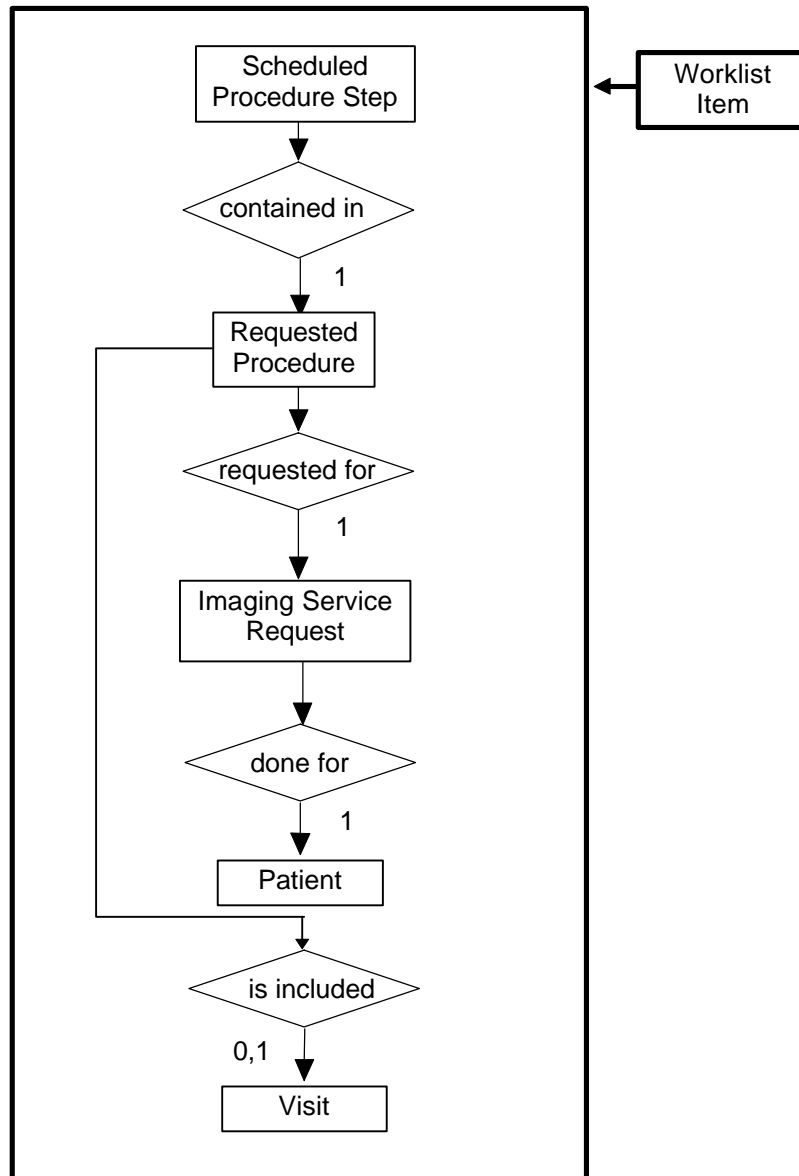 Scheduled
Procedure Step
Worklist
Item
contained in
1
Requested
Procedure
requested for
1
Imaging Service
Request
done for
1
Patient
is included
0,1
Visit